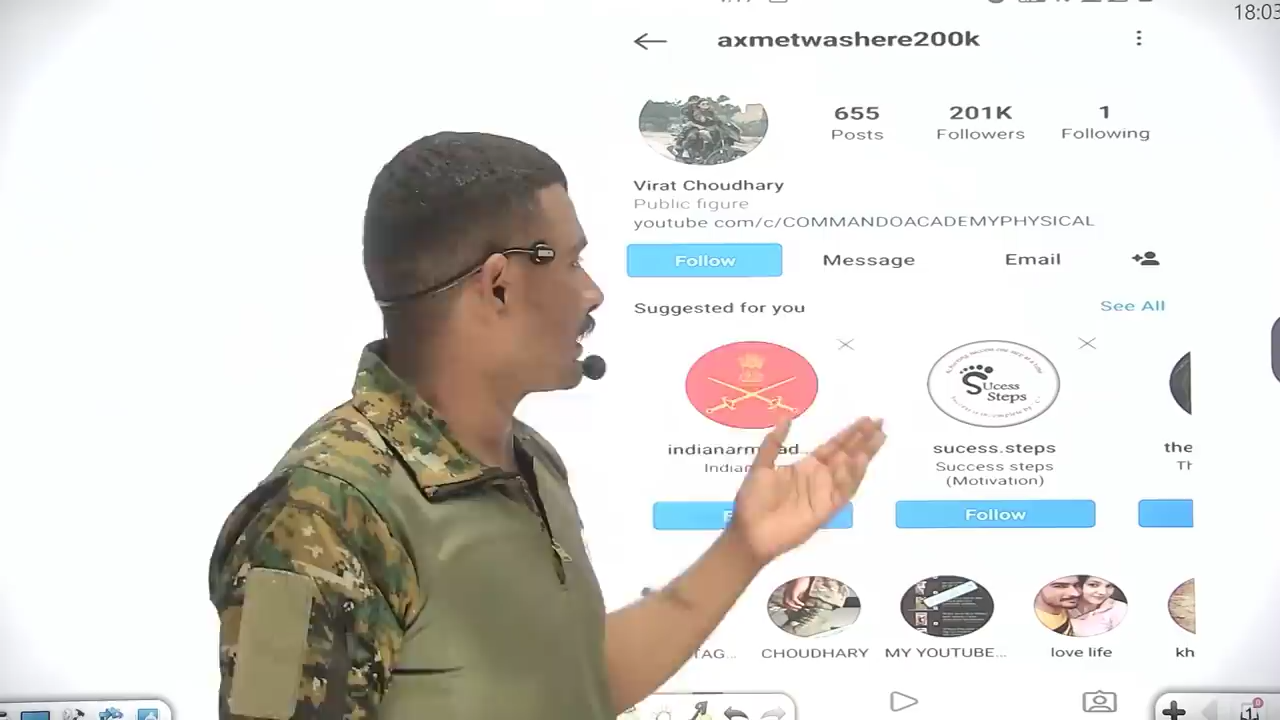 18:03
axmetwashere200k
655
Posts
201K
Followers
1
Following
Virat Choudhary
Public figure
youtube com/c/COMMANDOACADEMYPHYSICAL
Follow
Message
Email
Suggested for you
See All
Sucess
Steps
sucess.steps
Success steps
(Motivation)
Follow
CHOUDHARY
MY YOUTUBE...
love life